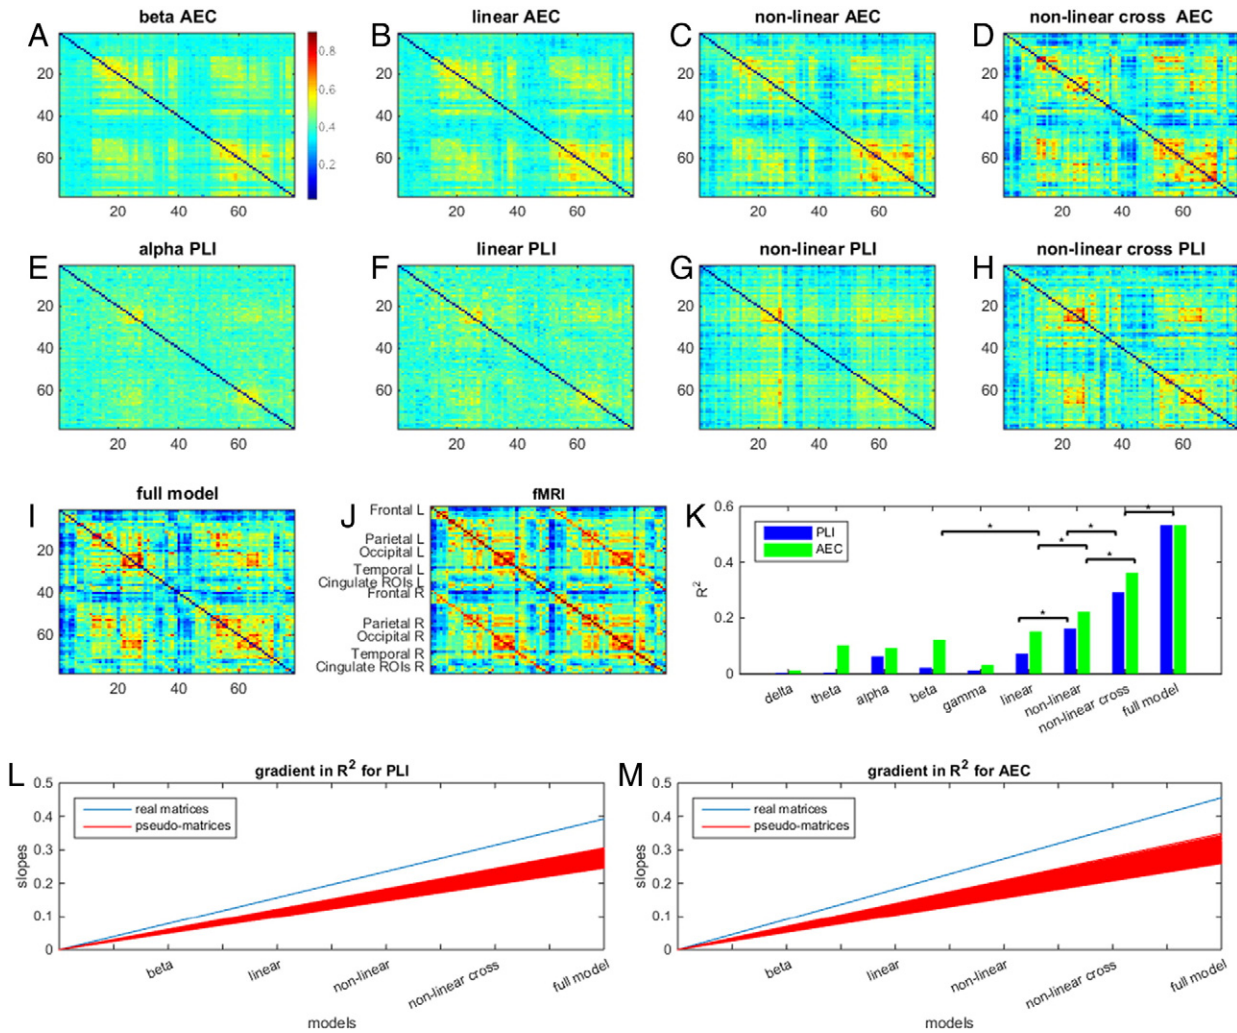 A beta AEC
B linear AEC
C non-linear AEC
D non-linear cross AEC
20
40
60
20 40 60
0.8
0.6
0.4
0.2
20
40
60
20 40 60
20
40
60
20 40 60
20
40
60
20 40 60
E alpha PLI
F linear PLI
G non-linear PLI
H non-linear cross PLI
20
40
60
20 40 60
20
40
60
20 40 60
20
40
60
20 40 60
20
40
60
20 40 60
I full model
20
40
60
20 40 60
J fMRI
Frontal L
Parietal L
Occipital L
Temporal L
Cingulate ROIs L
Frontal R
Parietal R
Occipital R
Temporal R
Cingulate ROIs R
K
PLI
AEC
R²
0.6
0.4
0.2
0
* * * * * *
delta theta alpha beta gamma linear non-linear non-linear cross full model
L gradient in R² for PLI
real matrices
pseudo-matrices
slopes
0.5
0.4
0.3
0.2
0.1
0
beta linear non-linear non-linear cross full model
models
M gradient in R² for AEC
real matrices
pseudo-matrices
slopes
0.5
0.4
0.3
0.2
0.1
0
beta linear non-linear non-linear cross full model
models